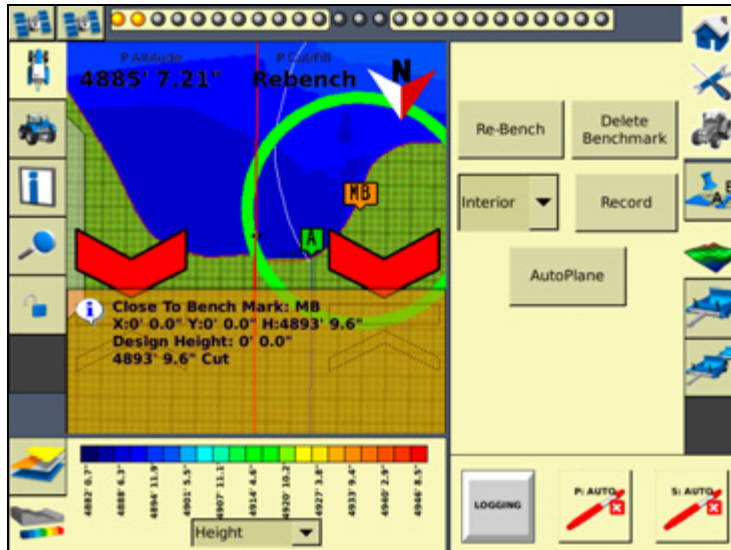 P Altitude
4885' 7.21"
P Cut/fill
Rebench
N
MB
A
Close To Bench Mark: MB
X:0' 0.0" Y:0' 0.0" H:4893' 9.6"
Design Height: 0' 0.0"
4893' 9.6" Cut
4882' 0.7"
4888' 6.3"
4894' 11.9"
4901' 5.5"
4907' 11.1"
4914' 4.6"
4920' 10.2"
4927' 3.8"
4933' 9.4"
4940' 2.9"
4946' 8.5"
Height
Re-Bench
Delete
Benchmark
Interior
Record
AutoPlane
A
B
LOGGING
P: AUTO
S: AUTO